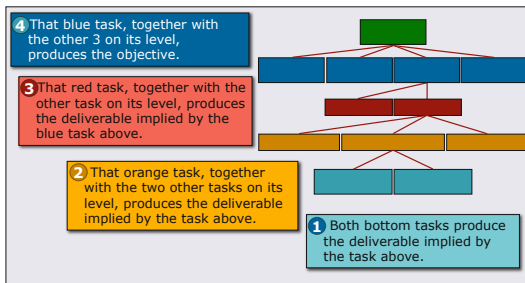 4 That blue task, together with
the other 3 on its level,
produces the objective.
3 That red task, together with the
other task on its level, produces
the deliverable implied by the
blue task above.
2 That orange task, together
with the two other tasks on its
level, produces the deliverable
implied by the task above.
1 Both bottom tasks produce
the deliverable implied by
the task above.